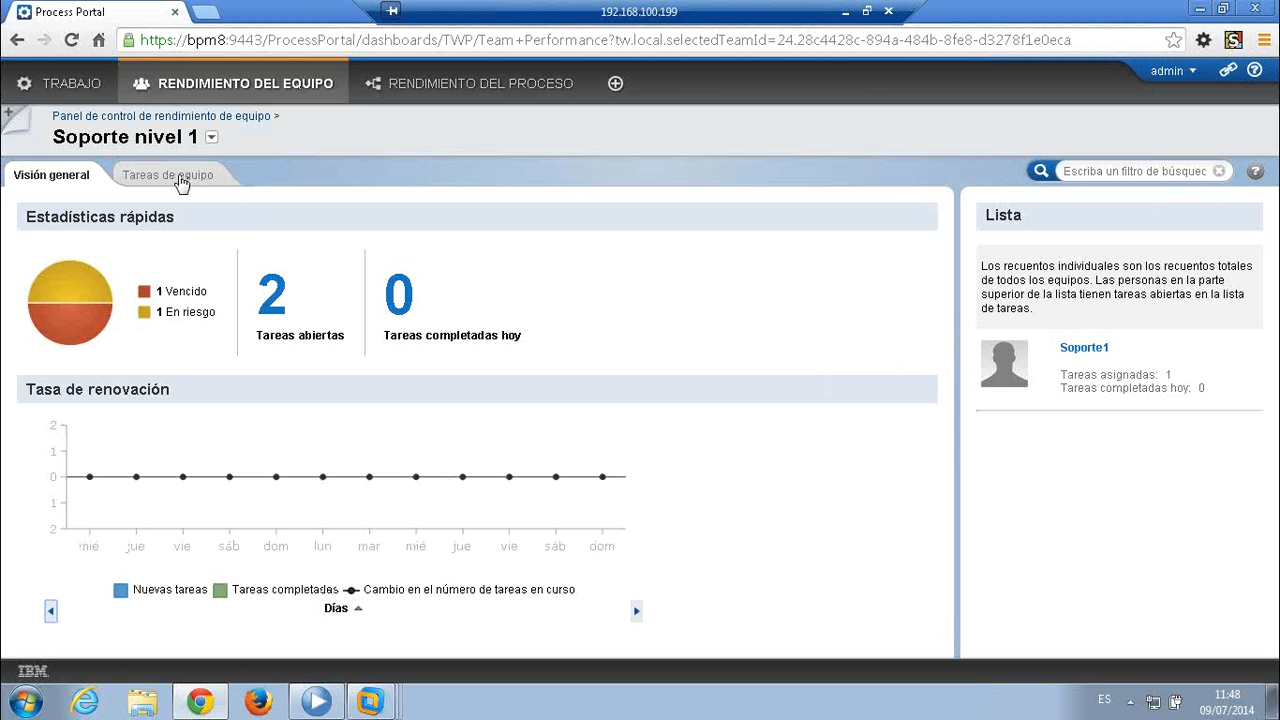 Process Portal
192.168.100.199
https://bpm8:9443/ProcessPortal/dashboards/TWP/Team+Performance?tw.local.selectedTeamId=24.28c4428c-894a-484b-8fe8-d3278f1e0eca
TRABAJO
RENDIMIENTO DEL EQUIPO
RENDIMIENTO DEL PROCESO
admin
Panel de control de rendimiento de equipo >
Soporte nivel 1
Visión general
Tareas de equipo
Escriba un filtro de búsquec
Estadísticas rápidas
1 Vencido
1 En riesgo
2
Tareas abiertas
0
Tareas completadas hoy
Lista
Los recuentos individuales son los recuentos totales
de todos los equipos. Las personas en la parte
superior de la lista tienen tareas abiertas en la lista
de tareas.
Soporte1
Tareas asignadas: 1
Tareas completadas hoy: 0
Tasa de renovación
2
1
0
1
2
mié jue vie sáb dom lun mar mié jue vie sáb dom
Nuevas tareas
Tareas completades
Cambio en el número de tareas en curso
Días
IBM
ES
11:48
09/07/2014